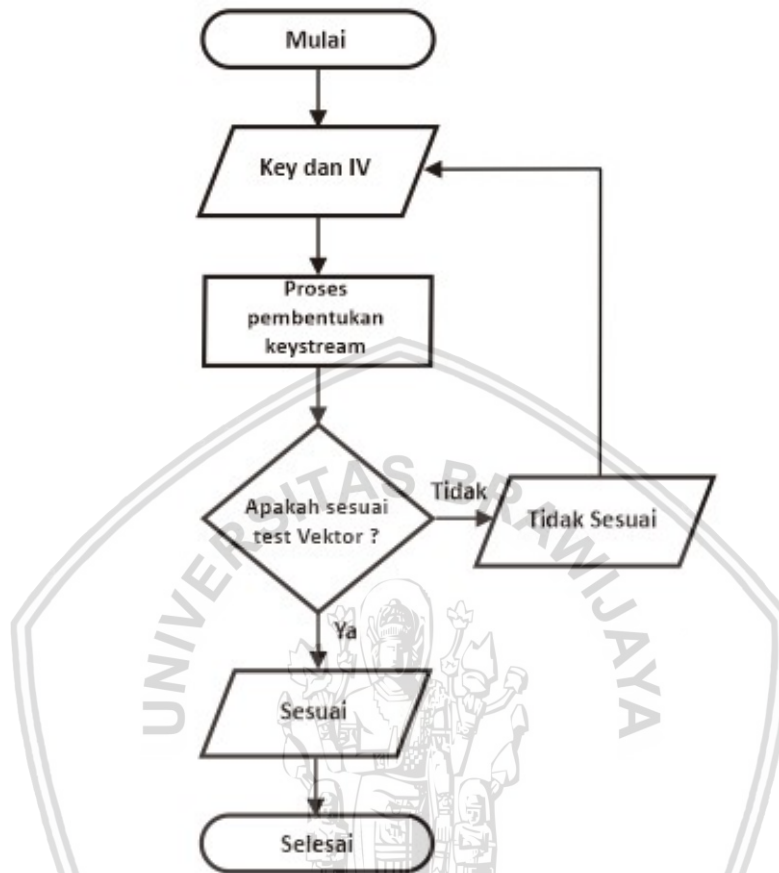 Mulai
Key dan IV
Proses
pembentukan
keystream
Apakah sesuai
test Vektor ?
Tidak
Tidak Sesuai
Ya
Sesuai
Selesai
UNIVERSITAS BRAWIJAYA